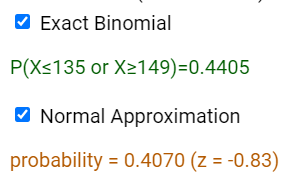 Exact Binomial
P(X≤135 or X≥149)=0.4405
Normal Approximation
probability = 0.4070 (z = -0.83)